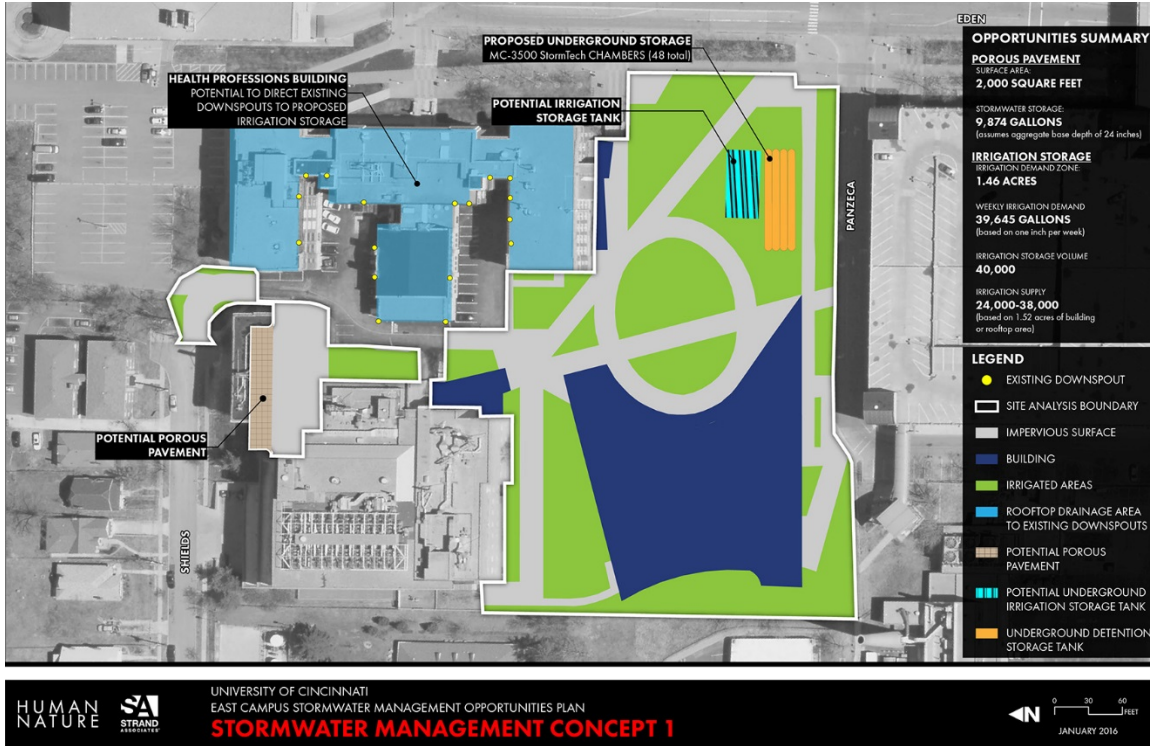 EDEN
PROPOSED UNDERGROUND STORAGE
MC-3500 StormTech CHAMBERS (48 total)
HEALTH PROFESSIONS BUILDING
POTENTIAL TO DIRECT EXISTING
DOWNSPOUTS TO PROPOSED
IRRIGATION STORAGE
POTENTIAL IRRIGATION
STORAGE TANK
PANZECA
POTENTIAL POROUS
PAVEMENT
SHIELDS
OPPORTUNITIES SUMMARY
POROUS PAVEMENT
SURFACE AREA:
2,000 SQUARE FEET
STORMWATER STORAGE:
9,874 GALLONS
(assumes aggregate base depth of 24 inches)
IRRIGATION STORAGE
IRRIGATION DEMAND ZONE:
1.46 ACRES
WEEKLY IRRIGATION DEMAND
39,645 GALLONS
(based on one inch per week)
IRRIGATION STORAGE VOLUME
40,000
IRRIGATION SUPPLY
24,000-38,000
(based on 1.52 acres of building
or rooftop area)
LEGEND
EXISTING DOWNSPOUT
SITE ANALYSIS BOUNDARY
IMPERVIOUS SURFACE
BUILDING
IRRIGATED AREAS
ROOFTOP DRAINAGE AREA
TO EXISTING DOWNSPOUTS
POTENTIAL POROUS
PAVEMENT
POTENTIAL UNDERGROUND
IRRIGATION STORAGE TANK
UNDERGROUND DETENTION
STORAGE TANK
HUMAN
NATURE
SA
STRAND
ASSOCIATES®
UNIVERSITY OF CINCINNATI
EAST CAMPUS STORMWATER MANAGEMENT OPPORTUNITIES PLAN
STORMWATER MANAGEMENT CONCEPT 1
N
0 30 60
FEET
JANUARY 2016